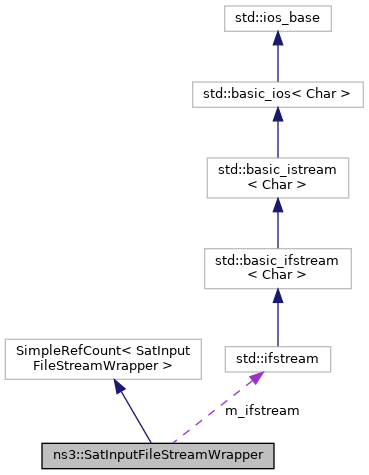 std::ios_base
std::basic_ios< Char >
std::basic_istream
< Char >
std::basic_ifstream
< Char >
SimpleRefCount< SatInput
FileStreamWrapper >
std::ifstream
m_ifstream
ns3::SatInputFileStreamWrapper